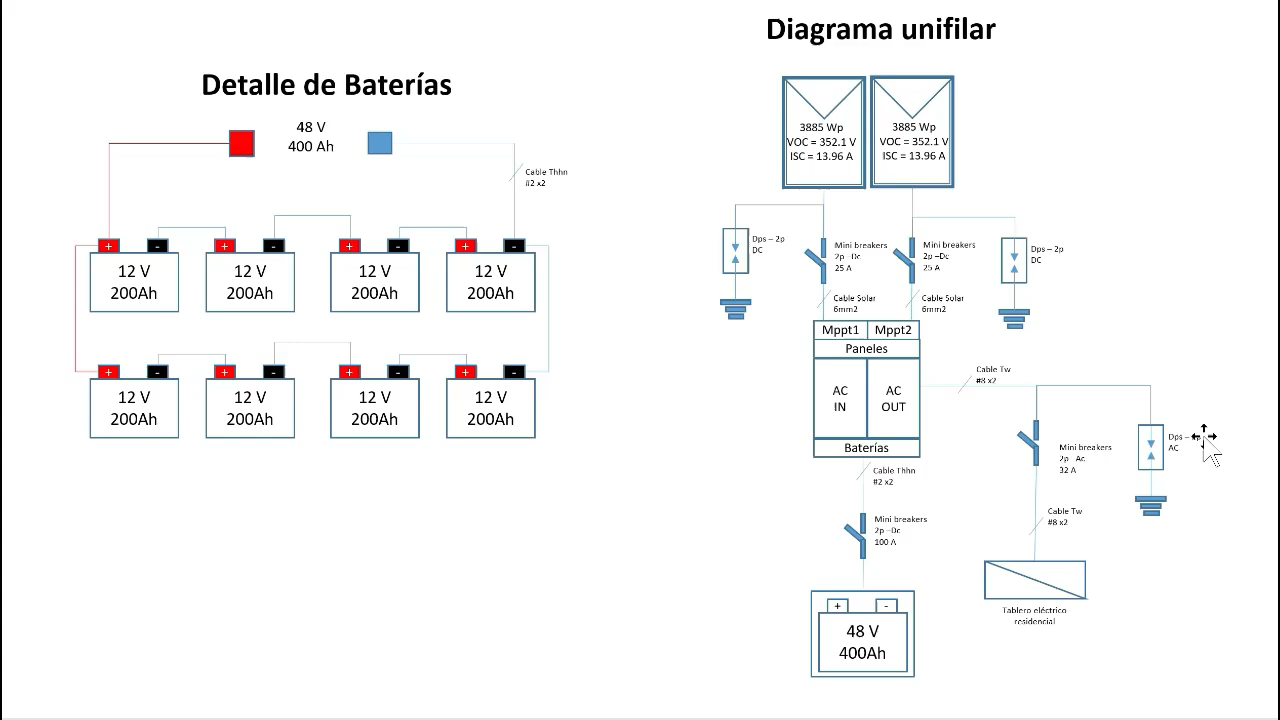 Diagrama unifilar
Detalle de Baterías
48 V
400 Ah
Cable Thhn
#2 x2
+ - + - + - + -
12 V 12 V 12 V 12 V
200Ah 200Ah 200Ah 200Ah
+ - + - + - + -
12 V 12 V 12 V 12 V
200Ah 200Ah 200Ah 200Ah
3885 Wp
VOC = 352.1 V
ISC = 13.96 A
3885 Wp
VOC = 352.1 V
ISC = 13.96 A
Dps – 2p
DC
Mini breakers
2p –Dc
25 A
Mini breakers
2p –Dc
25 A
Dps – 2p
DC
Cable Solar
6mm2
Cable Solar
6mm2
Mppt1 Mppt2
Paneles
AC
IN
AC
OUT
Baterías
Cable Tw
#8 x2
Mini breakers
2p –Ac
32 A
Dps –
AC
Cable Thhn
#2 x2
Mini breakers
2p –Dc
100 A
Cable Tw
#8 x2
Tablero eléctrico
residencial
+ -
48 V
400Ah